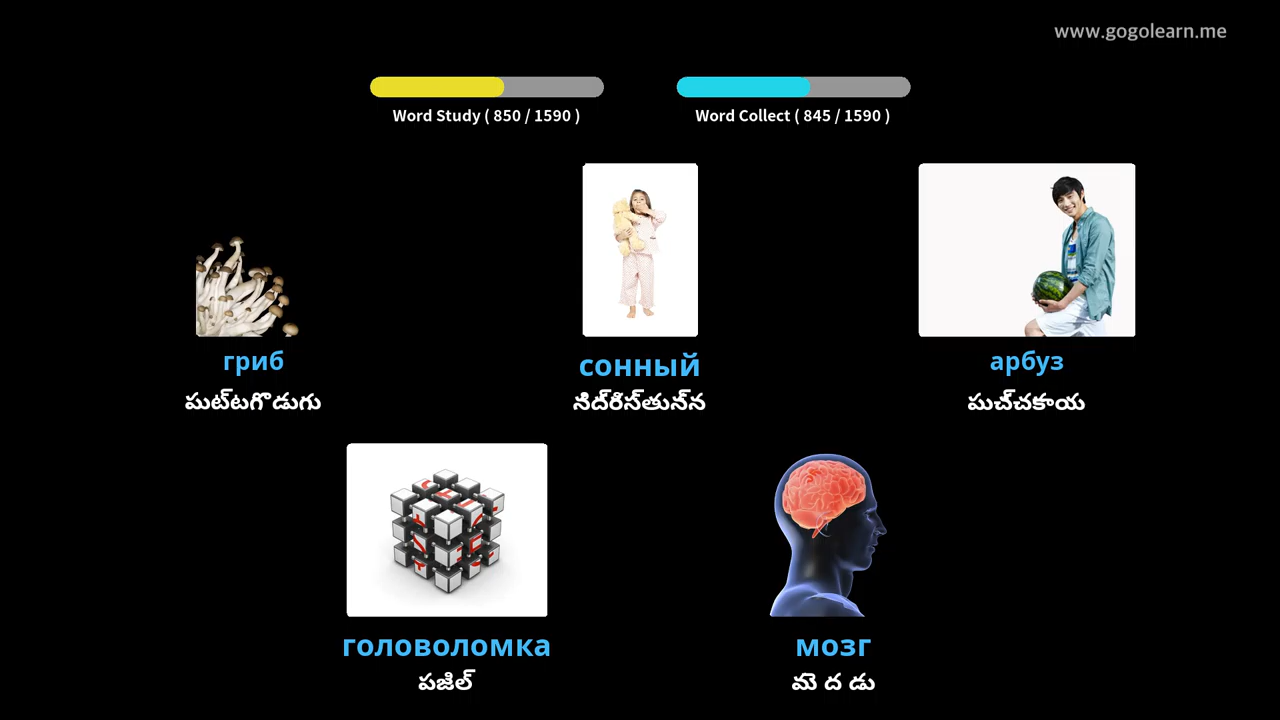 www.gogolearn.me
Word Study ( 850 / 1590 )
Word Collect ( 845 / 1590 )
гриб
сонный
арбуз
పుట్టగొడుగు
నిద్రిస్తున్న
పుచ్చకాయ
головоломка
мозг
పజిల్
మె ద డు